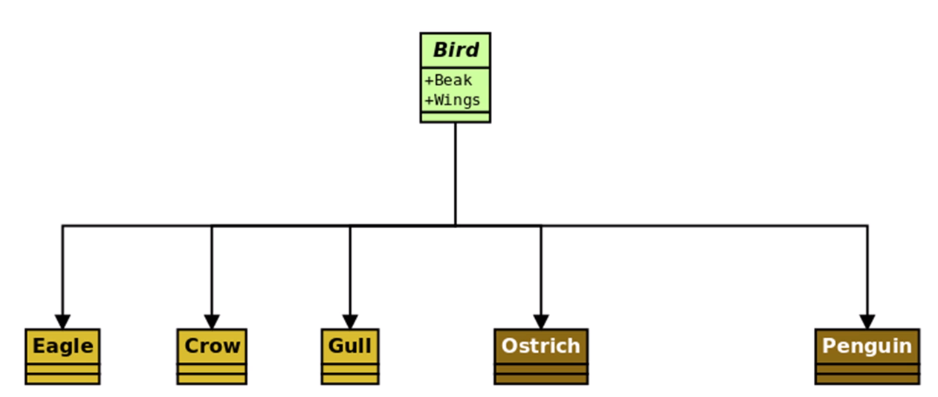 Bird
+Beak
+Wings
Eagle
Crow
Gull
Ostrich
Penguin